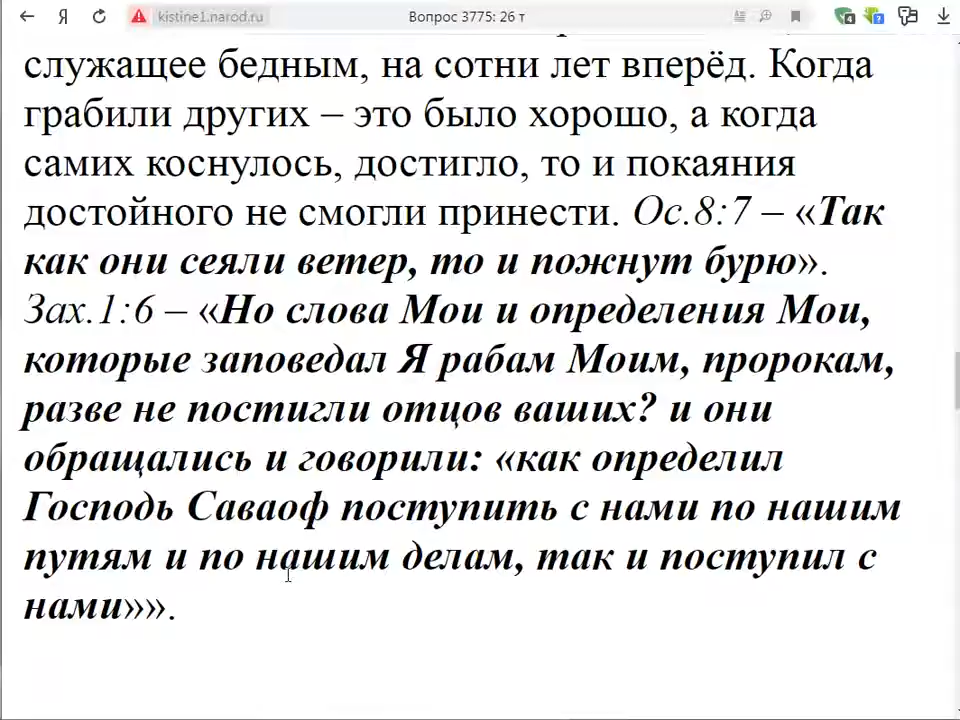 Я
kistine1.narod.ru
Вопрос 3775: 26 т
служащее бедным, на сотни лет вперёд. Когда
грабили других – это было хорошо, а когда
самих коснулось, достигло, то и покаяния
достойного не смогли принести. Ос.8:7 – «Так
как они сеяли ветер, то и пожнут бурю».
Зах.1:6 – «Но слова Мои и определения Мои,
которые заповедал Я рабам Моим, пророкам,
разве не постигли отцов ваших? и они
обращались и говорили: «как определил
Господь Саваоф поступить с нами по нашим
путям и по нашим делам, так и поступил с
нами»».